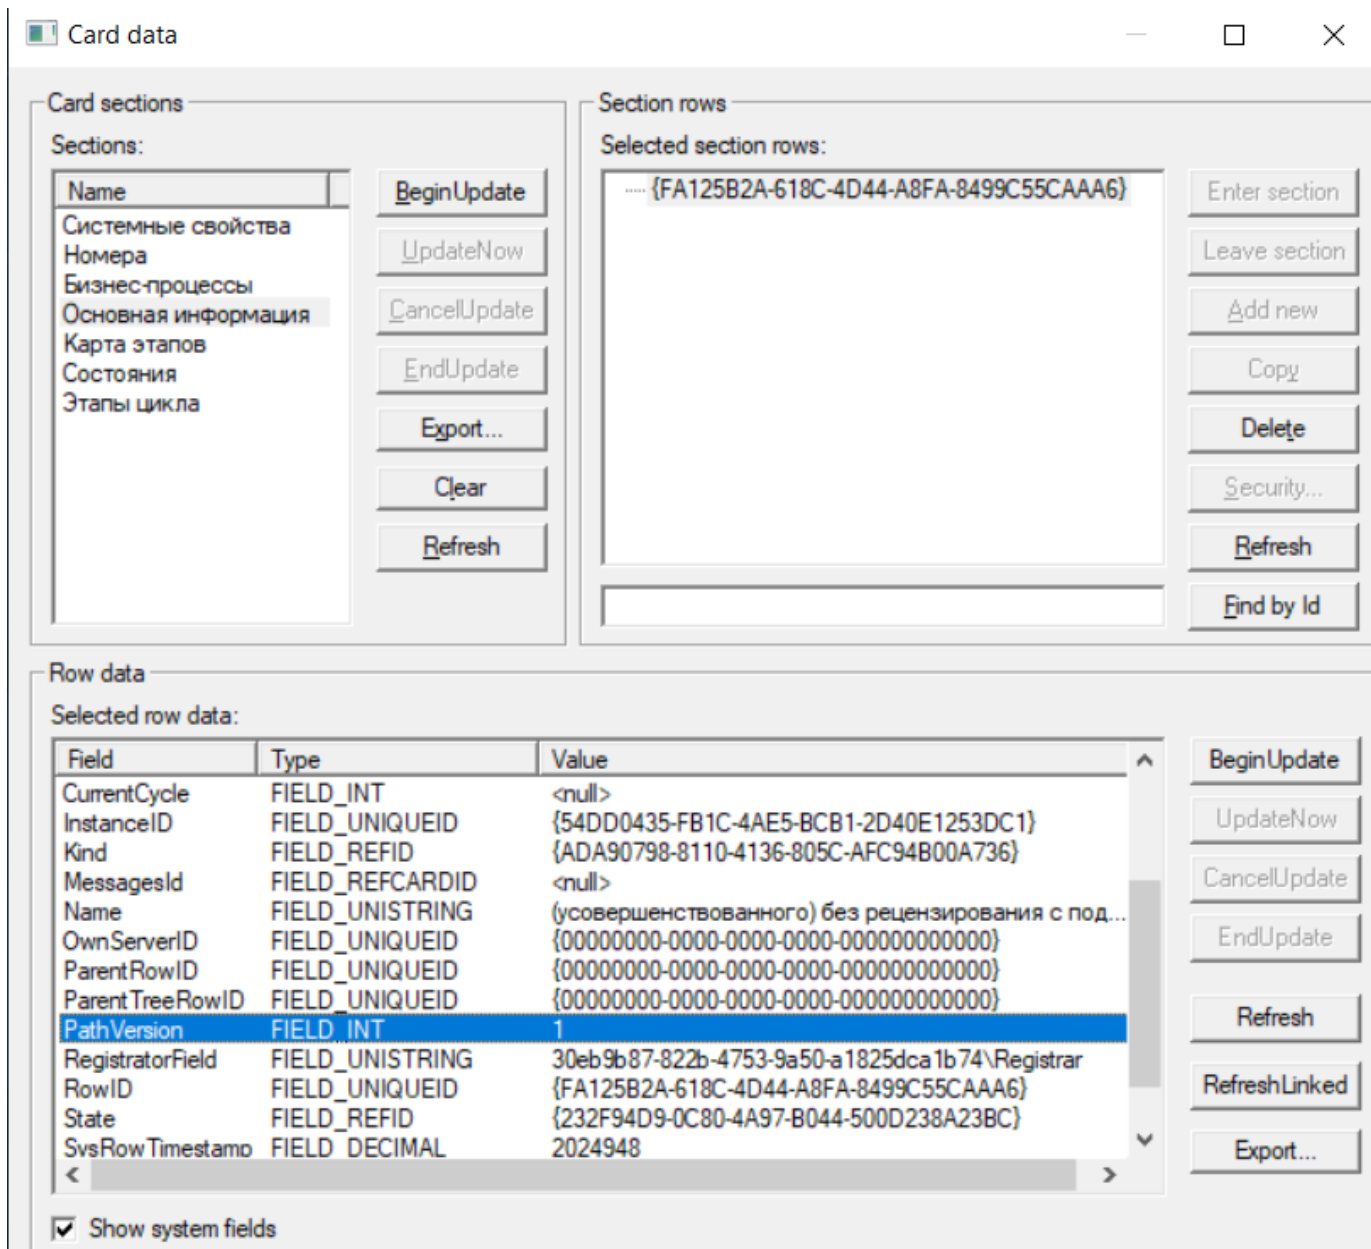 Card data
Card sections
Sections:
Name
Системные свойства
Номера
Бизнес-процессы
Основная информация
Карта этапов
Состояния
Этапы цикла
BeginUpdate
UpdateNow
CancelUpdate
EndUpdate
Export...
Clear
Refresh
Section rows
Selected section rows:
{FA125B2A-618C-4D44-A8FA-8499C55CAAA6}
Enter section
Leave section
Add new
Copy
Delete
Security...
Refresh
Find by Id
Row data
Selected row data:
Field Type Value
CurrentCycle FIELD_INT <null>
InstanceID FIELD_UNIQUEID {54DD0435-FB1C-4AE5-BCB1-2D40E1253DC1}
Kind FIELD_REFID {ADA90798-8110-4136-805C-AFC94B00A736}
MessagesId FIELD_REFCARDID <null>
Name FIELD_UNISTRING (усовершенствованного) без рецензирования с под...
OwnServerID FIELD_UNIQUEID {00000000-0000-0000-0000-000000000000}
ParentRowID FIELD_UNIQUEID {00000000-0000-0000-0000-000000000000}
ParentTreeRowID FIELD_UNIQUEID {00000000-0000-0000-0000-000000000000}
PathVersion FIELD_INT 1
RegistratorField FIELD_UNISTRING 30eb9b87-822b-4753-9a50-a1825dca1b74\Registrar
RowID FIELD_UNIQUEID {FA125B2A-618C-4D44-A8FA-8499C55CAAA6}
State FIELD_REFID {232F94D9-0C80-4A97-B044-500D238A23BC}
SysRowTimestamp FIELD_DECIMAL 2024948
BeginUpdate
UpdateNow
CancelUpdate
EndUpdate
Refresh
RefreshLinked
Export...
Show system fields